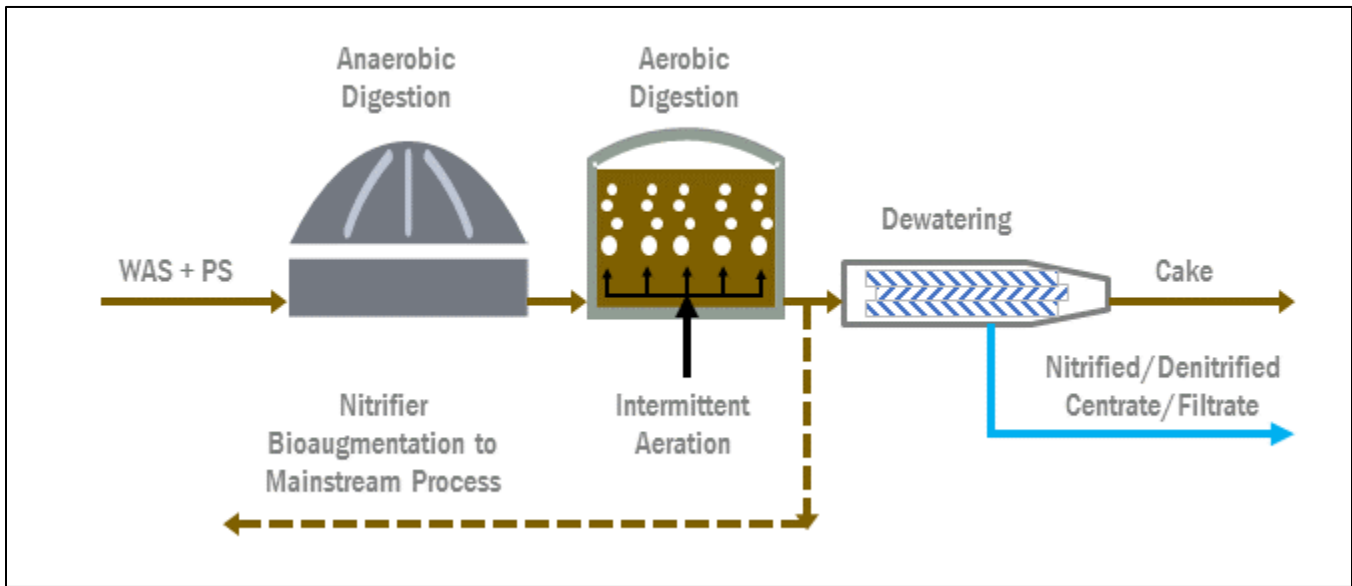 Anaerobic
Digestion
Aerobic
Digestion
Dewatering
WAS + PS
Cake
Nitrified/Denitrified
Centrate/Filtrate
Nitrifier
Bioaugmentation to
Mainstream Process
Intermittent
Aeration